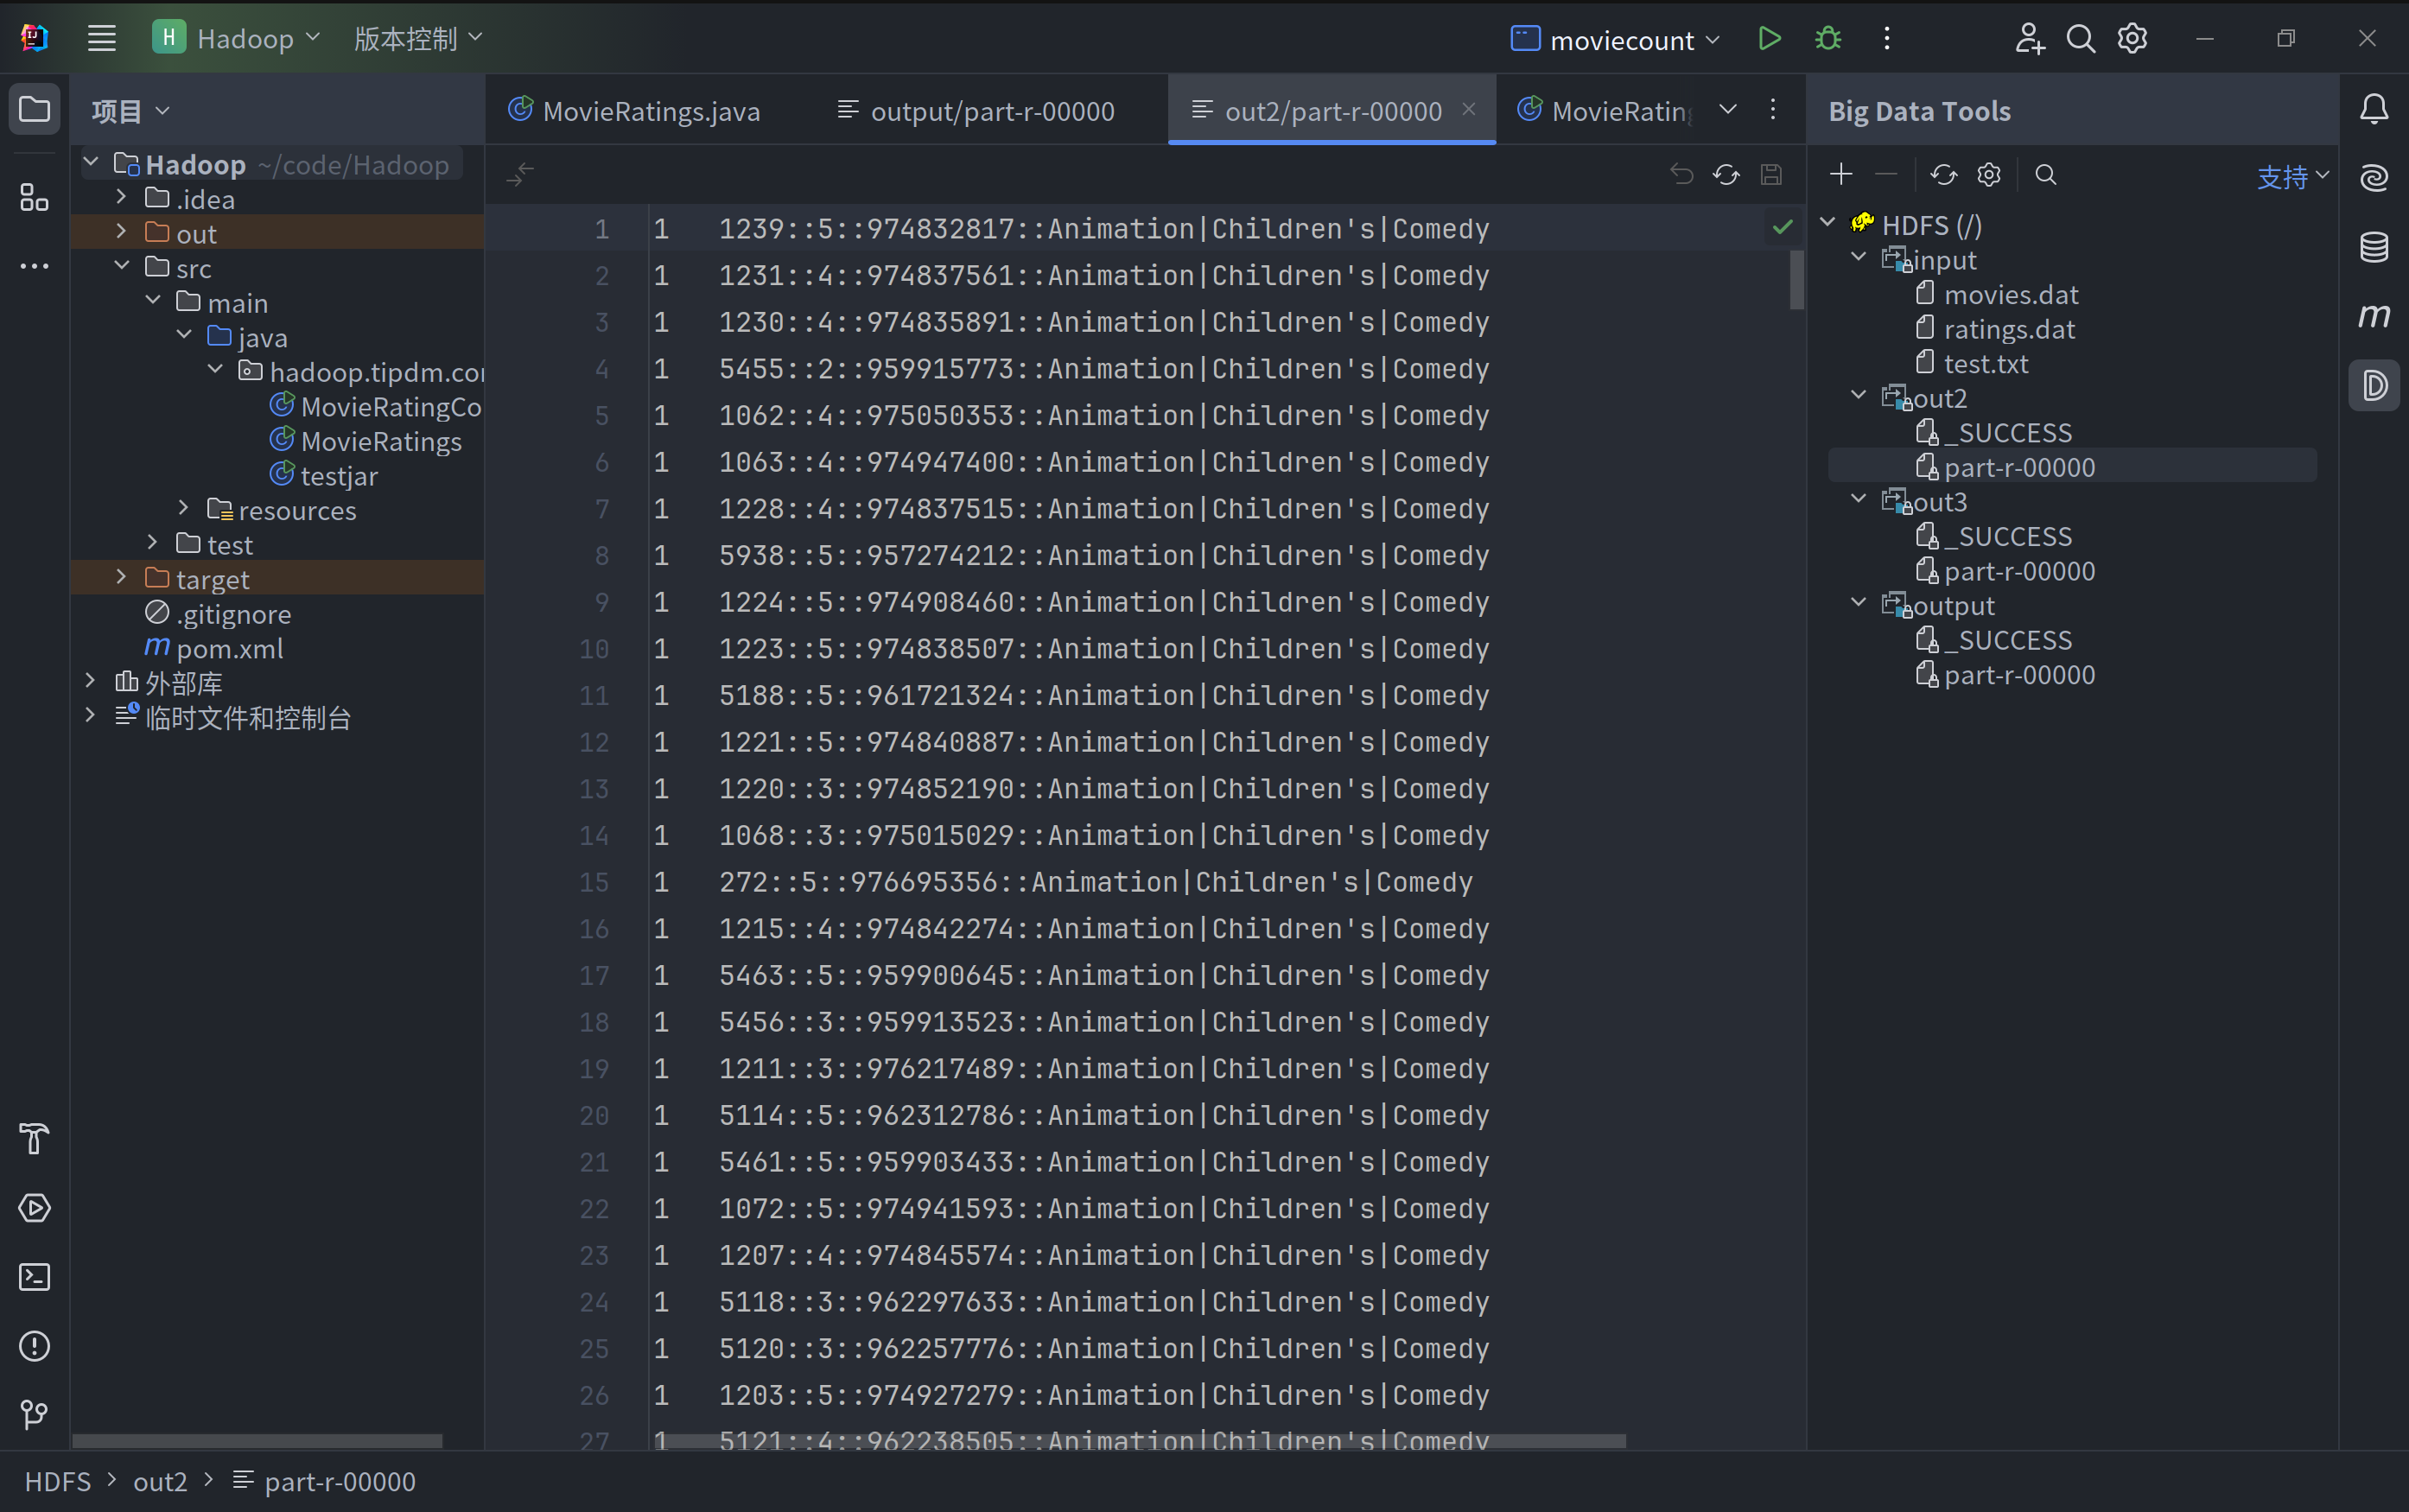 H Hadoop 版本控制 moviecount
项目
MovieRatings.java output/part-r-00000 out2/part-r-00000 MovieRating
Big Data Tools
支持
Hadoop ~/code/Hadoop
.idea
out
src
main
java
hadoop.tipdm.co
MovieRatingCo
MovieRatings
testjar
resources
test
target
.gitignore
pom.xml
外部库
临时文件和控制台
1 1 1239::5::974832817::Animation|Children's|Comedy
2 1 1231::4::974837561::Animation|Children's|Comedy
3 1 1230::4::974835891::Animation|Children's|Comedy
4 1 5455::2::959915773::Animation|Children's|Comedy
5 1 1062::4::975050353::Animation|Children's|Comedy
6 1 1063::4::974947400::Animation|Children's|Comedy
7 1 1228::4::974837515::Animation|Children's|Comedy
8 1 5938::5::957274212::Animation|Children's|Comedy
9 1 1224::5::974908460::Animation|Children's|Comedy
10 1 1223::5::974838507::Animation|Children's|Comedy
11 1 5188::5::961721324::Animation|Children's|Comedy
12 1 1221::5::974840887::Animation|Children's|Comedy
13 1 1220::3::974852190::Animation|Children's|Comedy
14 1 1068::3::975015029::Animation|Children's|Comedy
15 1 272::5::976695356::Animation|Children's|Comedy
16 1 1215::4::974842274::Animation|Children's|Comedy
17 1 5463::5::959900645::Animation|Children's|Comedy
18 1 5456::3::959913523::Animation|Children's|Comedy
19 1 1211::3::976217489::Animation|Children's|Comedy
20 1 5114::5::962312786::Animation|Children's|Comedy
21 1 5461::5::959903433::Animation|Children's|Comedy
22 1 1072::5::974941593::Animation|Children's|Comedy
23 1 1207::4::974845574::Animation|Children's|Comedy
24 1 5118::3::962297633::Animation|Children's|Comedy
25 1 5120::3::962257776::Animation|Children's|Comedy
26 1 1203::5::974927279::Animation|Children's|Comedy
27 1 5121::4::962238505::Animation|Children's|Comedy
HDFS (/)
input
movies.dat
ratings.dat
test.txt
out2
_SUCCESS
part-r-00000
out3
_SUCCESS
part-r-00000
output
_SUCCESS
part-r-00000
HDFS > out2 > part-r-00000